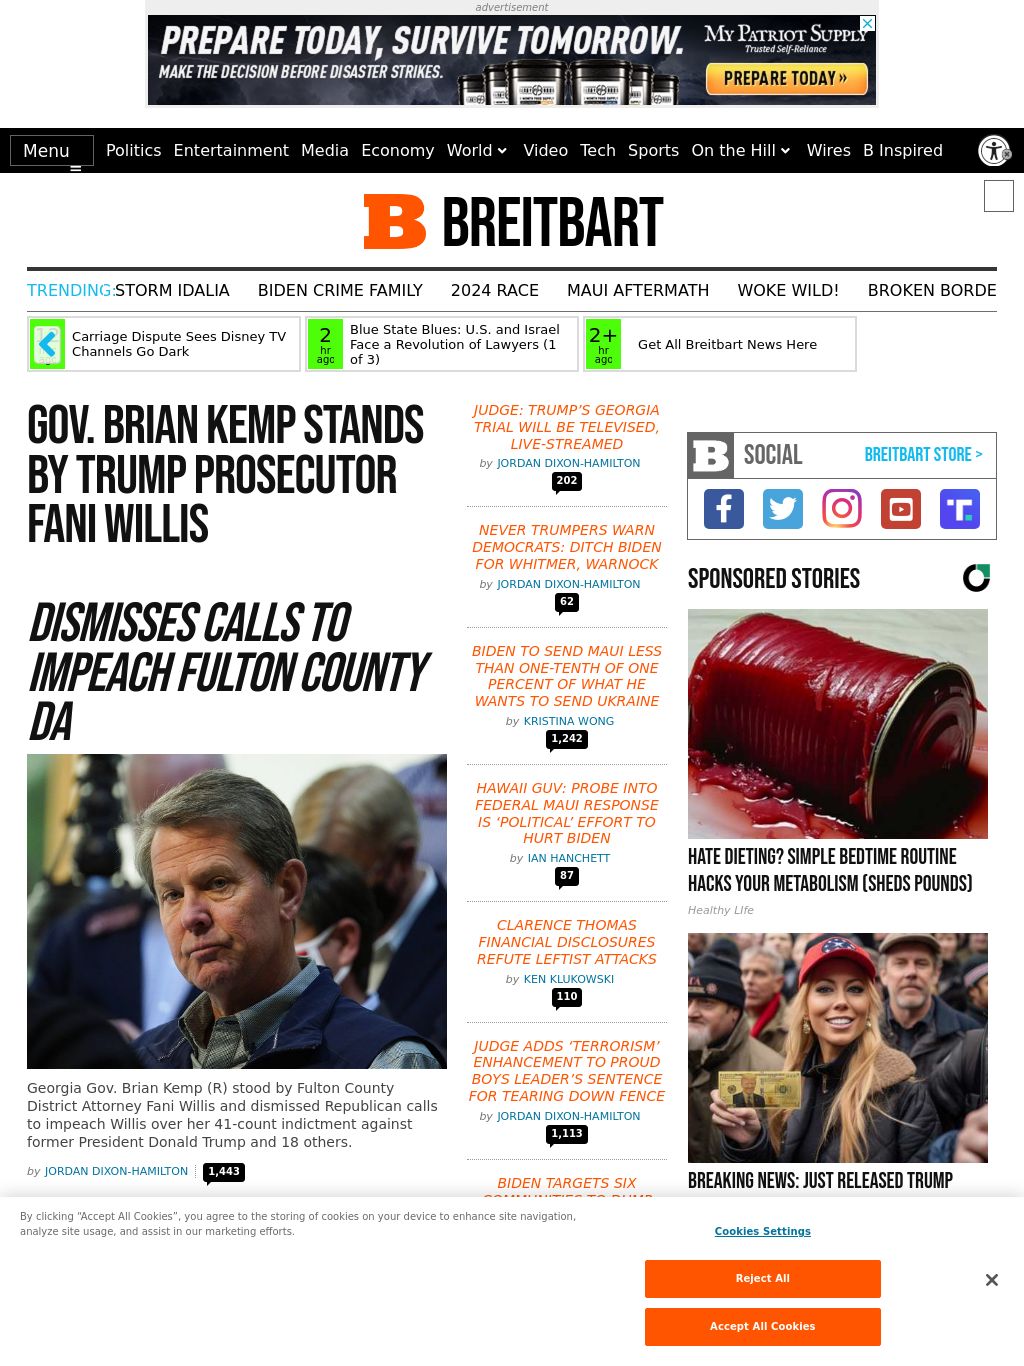 advertisement
PREPARE TODAY, SURVIVE TOMORROW.
MAKE THE DECISION BEFORE DISASTER STRIKES.
MY PATRIOT SUPPLY
Trusted Self-Reliance
PREPARE TODAY »
Menu
Politics Entertainment Media Economy World Video Tech Sports On the Hill Wires B Inspired
B BREITBART
TRENDING: STORM IDALIA BIDEN CRIME FAMILY 2024 RACE MAUI AFTERMATH WOKE WILD! BROKEN BORDE
Carriage Dispute Sees Disney TV
Channels Go Dark
2
hr
ago
Blue State Blues: U.S. and Israel
Face a Revolution of Lawyers (1
of 3)
2+
hr
ago
Get All Breitbart News Here
GOV. BRIAN KEMP STANDS
BY TRUMP PROSECUTOR
FANI WILLIS
DISMISSES CALLS TO
IMPEACH FULTON COUNTY
DA
Georgia Gov. Brian Kemp (R) stood by Fulton County
District Attorney Fani Willis and dismissed Republican calls
to impeach Willis over her 41-count indictment against
former President Donald Trump and 18 others.
by JORDAN DIXON-HAMILTON 1,443
JUDGE: TRUMP’S GEORGIA
TRIAL WILL BE TELEVISED,
LIVE-STREAMED
by JORDAN DIXON-HAMILTON
202
NEVER TRUMPERS WARN
DEMOCRATS: DITCH BIDEN
FOR WHITMER, WARNOCK
by JORDAN DIXON-HAMILTON
62
BIDEN TO SEND MAUI LESS
THAN ONE-TENTH OF ONE
PERCENT OF WHAT HE
WANTS TO SEND UKRAINE
by KRISTINA WONG
1,242
HAWAII GUV: PROBE INTO
FEDERAL MAUI RESPONSE
IS ‘POLITICAL’ EFFORT TO
HURT BIDEN
by IAN HANCHETT
87
CLARENCE THOMAS
FINANCIAL DISCLOSURES
REFUTE LEFTIST ATTACKS
by KEN KLUKOWSKI
110
JUDGE ADDS ‘TERRORISM’
ENHANCEMENT TO PROUD
BOYS LEADER’S SENTENCE
FOR TEARING DOWN FENCE
by JORDAN DIXON-HAMILTON
1,113
BIDEN TARGETS SIX
COMMUNITIES TO DUMP
B SOCIAL BREITBART STORE >
SPONSORED STORIES
HATE DIETING? SIMPLE BEDTIME ROUTINE
HACKS YOUR METABOLISM (SHEDS POUNDS)
Healthy LIfe
BREAKING NEWS: JUST RELEASED TRUMP
By clicking “Accept All Cookies”, you agree to the storing of cookies on your device to enhance site navigation,
analyze site usage, and assist in our marketing efforts.
Cookies Settings
Reject All
Accept All Cookies